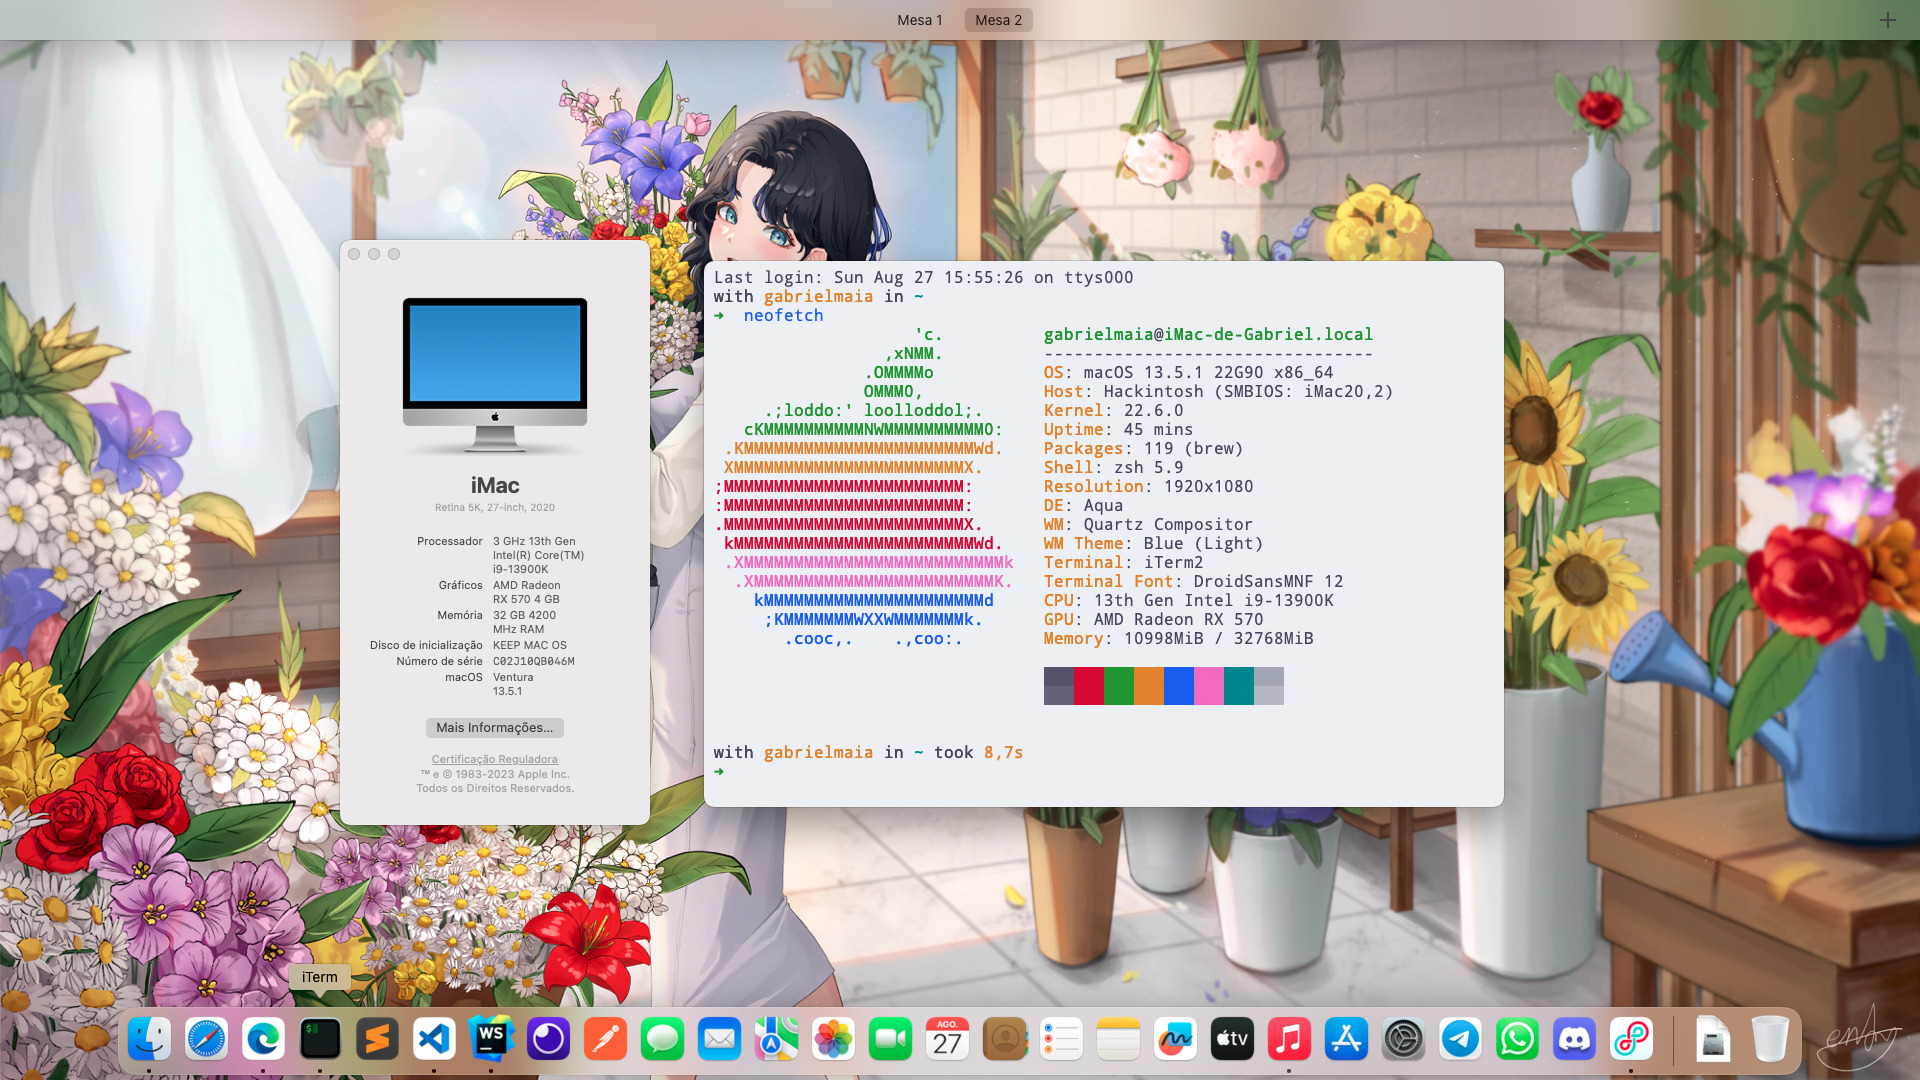 Mesa 1
Mesa 2
iMac
Retina 5K, 27-inch, 2020
Processador 3 GHz 13th Gen
Intel(R) Core(TM)
i9-13900K
Gráficos AMD Radeon
RX 570 4 GB
Memória 32 GB 4200
MHz RAM
Disco de inicialização KEEP MAC OS
Número de série C02J10QB046M
macOS Ventura
13.5.1
Mais Informações...
Certificação Reguladora
™ e © 1983-2023 Apple Inc.
Todos os Direitos Reservados.
Last login: Sun Aug 27 15:55:26 on ttys000
with gabrielmaia in ~
➜ neofetch
'c.
,xNMM.
.OMMMMo
OMMM0,
.;loddo:' loolloddol;.
cKMMMMMMMMMMNWMMMMMMMMMM0:
.KMMMMMMMMMMMMMMMMMMMMMMMWd.
XMMMMMMMMMMMMMMMMMMMMMMMX.
;MMMMMMMMMMMMMMMMMMMMMMMM:
:MMMMMMMMMMMMMMMMMMMMMMMM:
.MMMMMMMMMMMMMMMMMMMMMMMMX.
kMMMMMMMMMMMMMMMMMMMMMMMMWd.
.XMMMMMMMMMMMMMMMMMMMMMMMMMMk
.XMMMMMMMMMMMMMMMMMMMMMMMMK.
kMMMMMMMMMMMMMMMMMMMMMMd
;KMMMMMMMWXXWMMMMMMMk.
.cooc,. .,coo:.
gabrielmaia@iMac-de-Gabriel.local
---------------------------------
OS: macOS 13.5.1 22G90 x86_64
Host: Hackintosh (SMBIOS: iMac20,2)
Kernel: 22.6.0
Uptime: 45 mins
Packages: 119 (brew)
Shell: zsh 5.9
Resolution: 1920x1080
DE: Aqua
WM: Quartz Compositor
WM Theme: Blue (Light)
Terminal: iTerm2
Terminal Font: DroidSansMNF 12
CPU: 13th Gen Intel i9-13900K
GPU: AMD Radeon RX 570
Memory: 10998MiB / 32768MiB
with gabrielmaia in ~ took 8,7s
➜
iTerm
$
WS
AGO.
27
tv